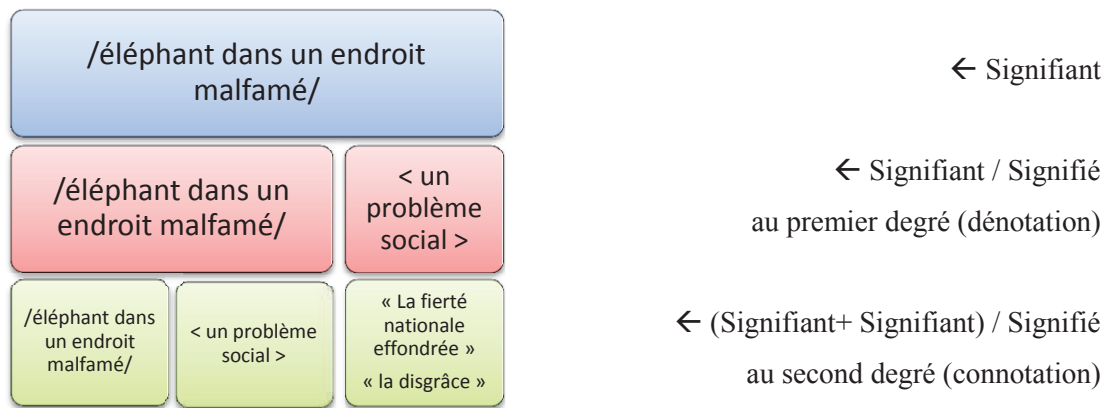 /éléphant dans un endroit
malfamé/
← Signifiant
/éléphant dans un
endroit malfamé/
< un
problème
social >
← Signifiant / Signifié
au premier degré (dénotation)
/éléphant dans
un endroit
malfamé/
< un problème
social >
« La fierté
nationale
effondrée »
« la disgrâce »
← (Signifiant+ Signifiant) / Signifié
au second degré (connotation)